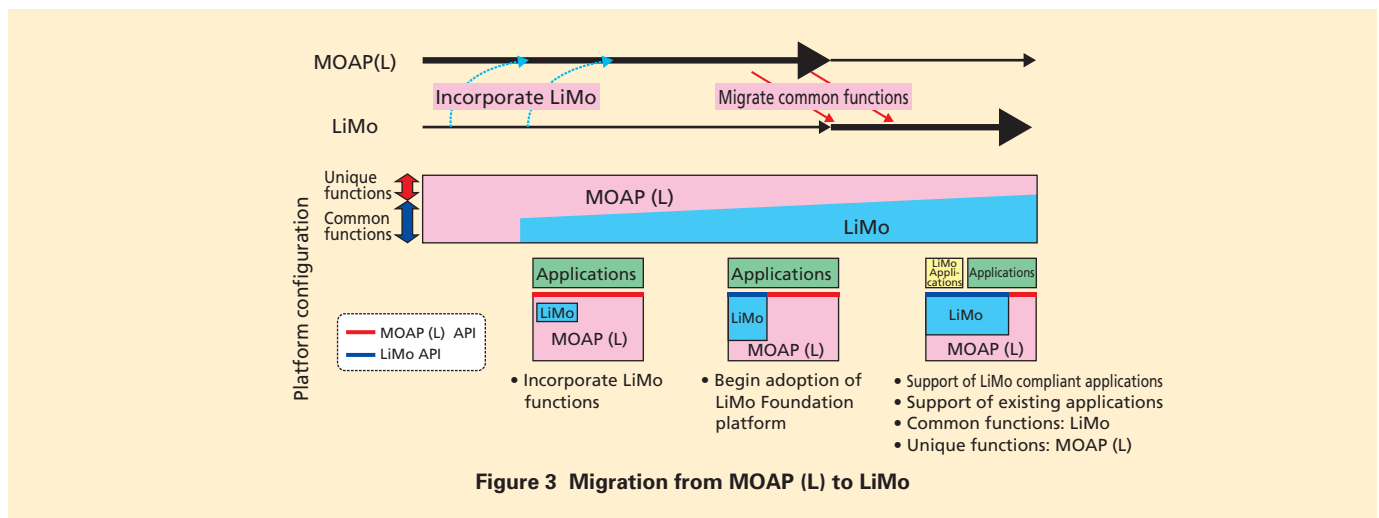 MOAP(L)
Incorporate LiMo
Migrate common functions
LiMo
Unique
functions
Common
functions
MOAP (L)
LiMo
Platform configuration
MOAP (L) API
LiMo API
Applications
LiMo
MOAP (L)
• Incorporate LiMo
functions
Applications
LiMo
MOAP (L)
• Begin adoption of
LiMo Foundation
platform
LiMo
Appli-
cations
Applications
LiMo
MOAP (L)
• Support of LiMo compliant applications
• Support of existing applications
• Common functions: LiMo
• Unique functions: MOAP (L)
Figure 3 Migration from MOAP (L) to LiMo